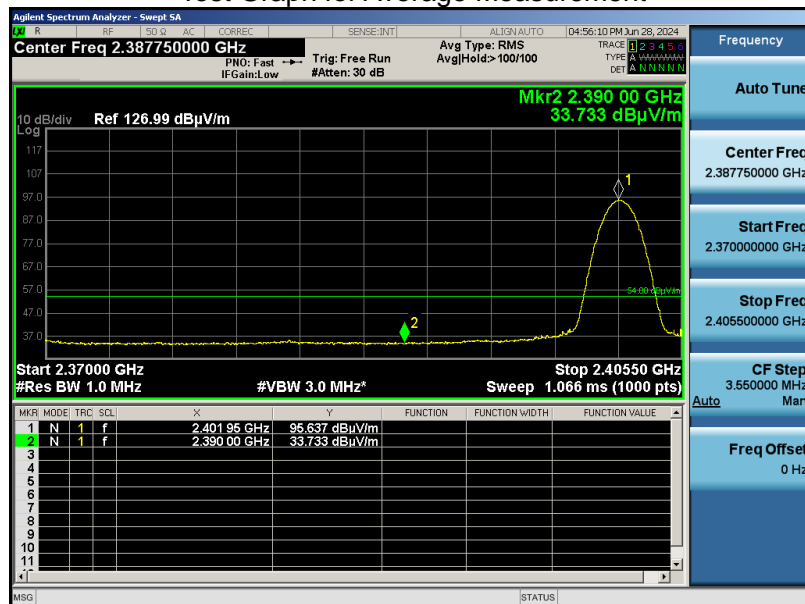 Test Graph for Average Measurement
Agilent Spectrum Analyzer - Swept SA
LXI R RF 50 Ω AC CORREC SENSE:INT ALIGN AUTO 04:56:10 PM Jun 28, 2024
Center Freq 2.387750000 GHz
PNO: Fast
IFGain:Low
Trig: Free Run
#Atten: 30 dB
Avg Type: RMS
Avg|Hold:>100/100
TRACE 1 2 3 4 5 6
TYPE A WWWWW
DET A N N N N N
Mkr2 2.390 00 GHz
33.733 dBµV/m
10 dB/div Ref 126.99 dBµV/m
Log
117
107
97.0
87.0
77.0
67.0
57.0
47.0
37.0
1
54.00 dBµV/m
2
Start 2.37000 GHz Stop 2.40550 GHz
#Res BW 1.0 MHz #VBW 3.0 MHz* Sweep 1.066 ms (1000 pts)
MKR MODE TRC SCL X Y FUNCTION FUNCTION WIDTH FUNCTION VALUE
1 N 1 f 2.401 95 GHz 95.637 dBµV/m
2 N 1 f 2.390 00 GHz 33.733 dBµV/m
3
4
5
6
7
8
9
10
11
MSG STATUS
Frequency
Auto Tune
Center Freq
2.387750000 GHz
Start Freq
2.370000000 GHz
Stop Freq
2.405500000 GHz
CF Step
3.550000 MHz
Auto Man
Freq Offset
0 Hz